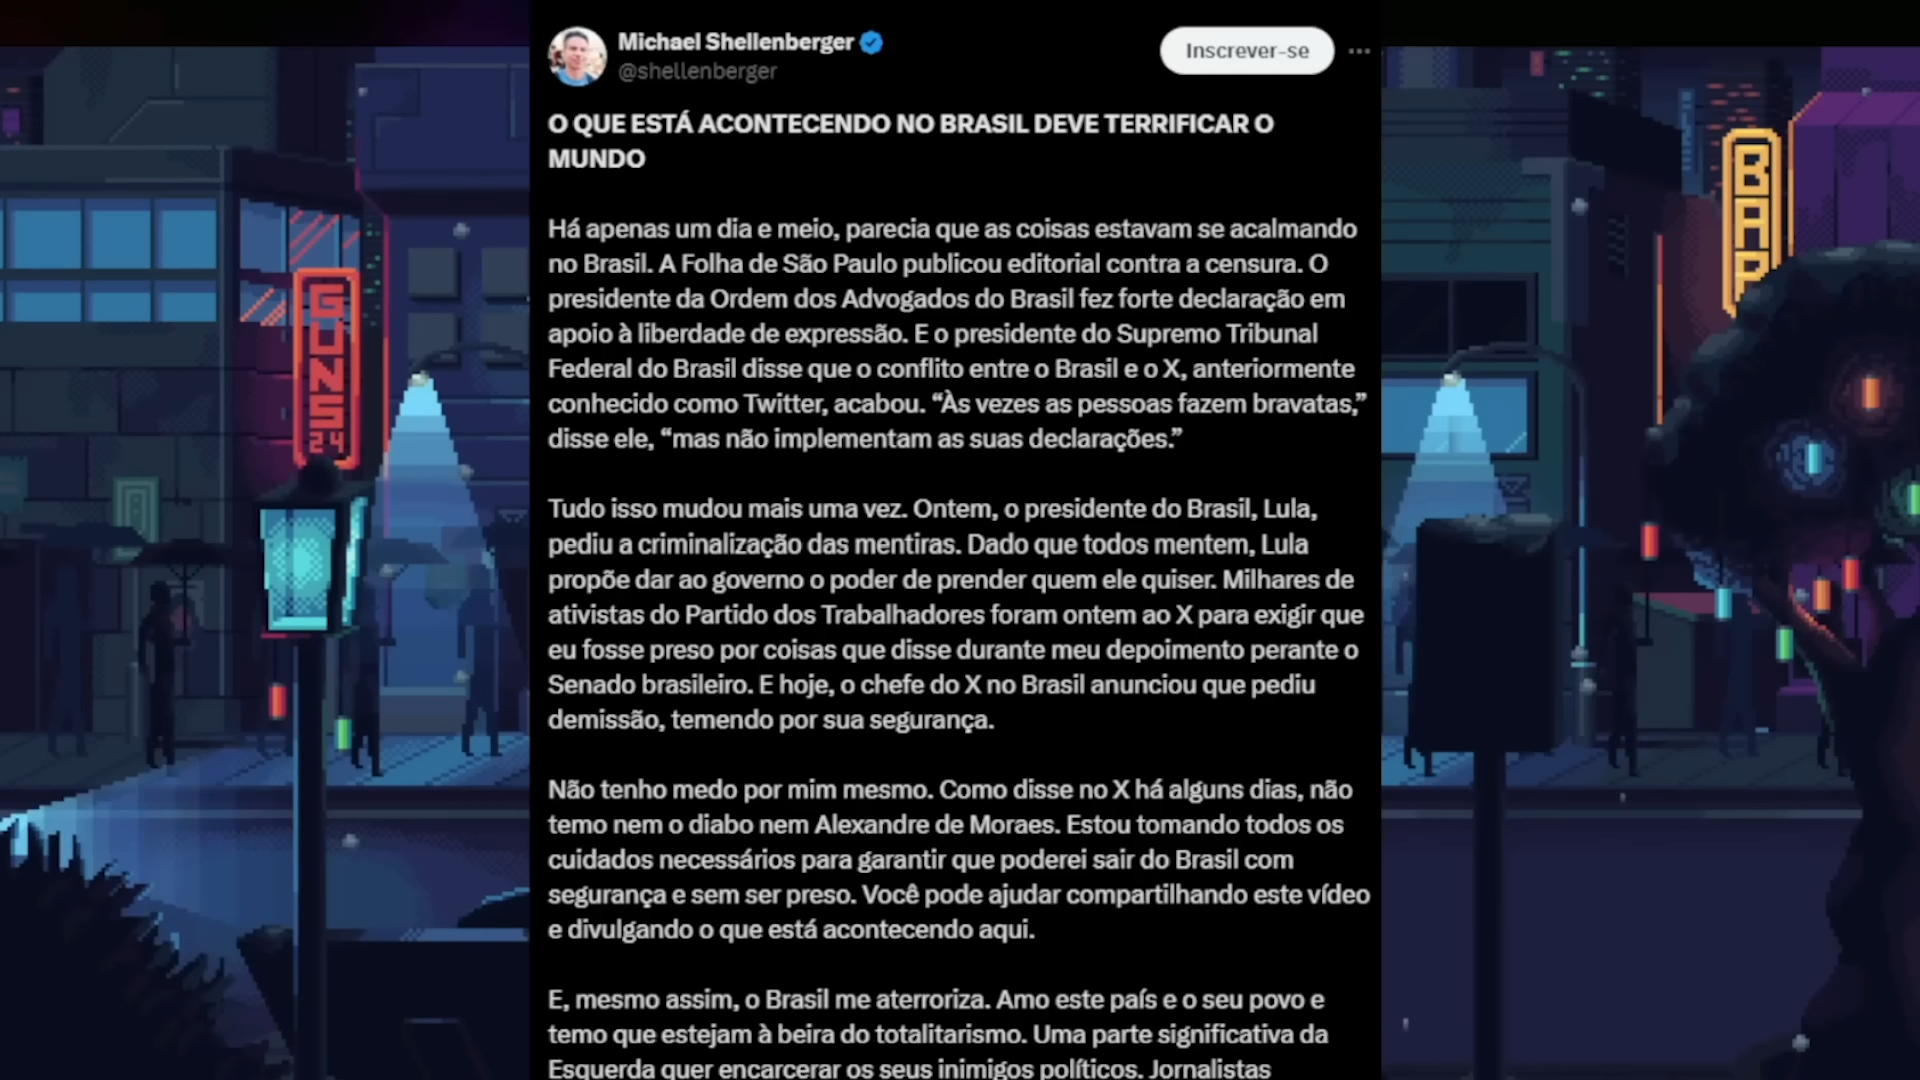 Michael Shellenberger
@shellenberger
Inscrever-se
O QUE ESTÁ ACONTECENDO NO BRASIL DEVE TERRIFICAR O
MUNDO
Há apenas um dia e meio, parecia que as coisas estavam se acalmando
no Brasil. A Folha de São Paulo publicou editorial contra a censura. O
presidente da Ordem dos Advogados do Brasil fez forte declaração em
apoio à liberdade de expressão. E o presidente do Supremo Tribunal
Federal do Brasil disse que o conflito entre o Brasil e o X, anteriormente
conhecido como Twitter, acabou. “Às vezes as pessoas fazem bravatas,”
disse ele, “mas não implementam as suas declarações.”
Tudo isso mudou mais uma vez. Ontem, o presidente do Brasil, Lula,
pediu a criminalização das mentiras. Dado que todos mentem, Lula
propõe dar ao governo o poder de prender quem ele quiser. Milhares de
ativistas do Partido dos Trabalhadores foram ontem ao X para exigir que
eu fosse preso por coisas que disse durante meu depoimento perante o
Senado brasileiro. E hoje, o chefe do X no Brasil anunciou que pediu
demissão, temendo por sua segurança.
Não tenho medo por mim mesmo. Como disse no X há alguns dias, não
temo nem o diabo nem Alexandre de Moraes. Estou tomando todos os
cuidados necessários para garantir que poderei sair do Brasil com
segurança e sem ser preso. Você pode ajudar compartilhando este vídeo
e divulgando o que está acontecendo aqui.
E, mesmo assim, o Brasil me aterroriza. Amo este país e o seu povo e
temo que estejam à beira do totalitarismo. Uma parte significativa da
Esquerda quer encarcerar os seus inimigos políticos. Jornalistas
GUNS
24
BAR